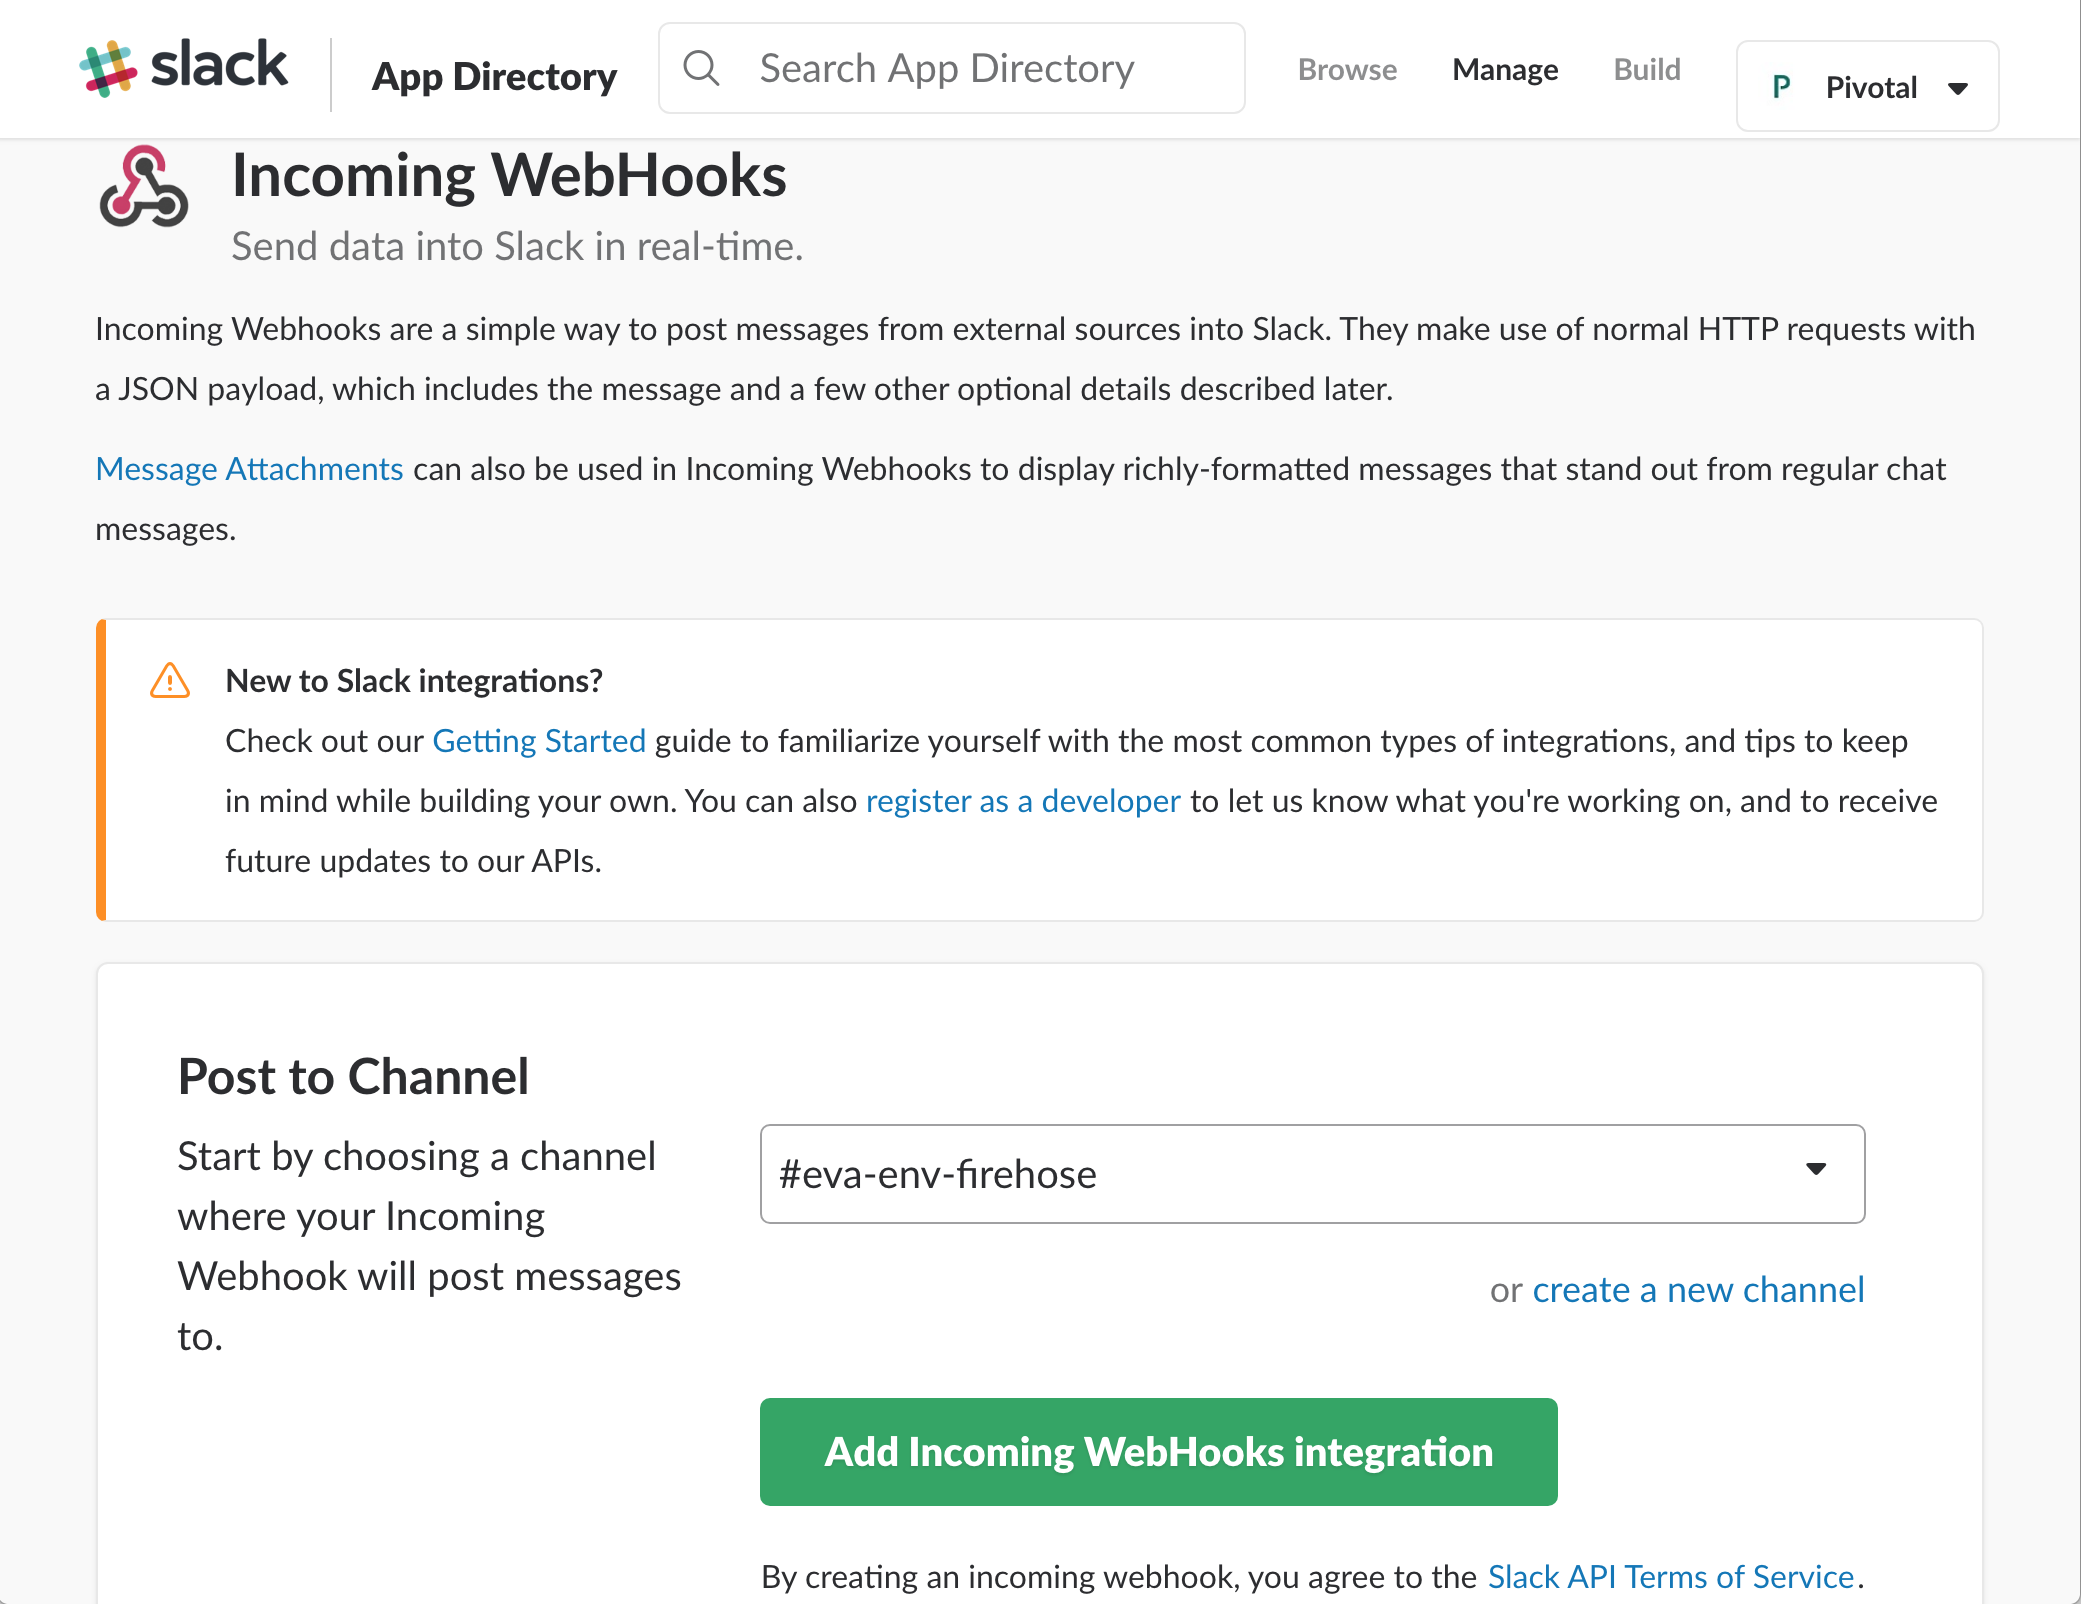 slack
App Directory
Search App Directory
Browse
Manage
Build
P Pivotal
Incoming WebHooks
Send data into Slack in real-time.
Incoming Webhooks are a simple way to post messages from external sources into Slack. They make use of normal HTTP requests with
a JSON payload, which includes the message and a few other optional details described later.
Message Attachments can also be used in Incoming Webhooks to display richly-formatted messages that stand out from regular chat
messages.
New to Slack integrations?
Check out our Getting Started guide to familiarize yourself with the most common types of integrations, and tips to keep
in mind while building your own. You can also register as a developer to let us know what you're working on, and to receive
future updates to our APIs.
Post to Channel
Start by choosing a channel
where your Incoming
Webhook will post messages
to.
#eva-env-firehose
or create a new channel
Add Incoming WebHooks integration
By creating an incoming webhook, you agree to the Slack API Terms of Service.